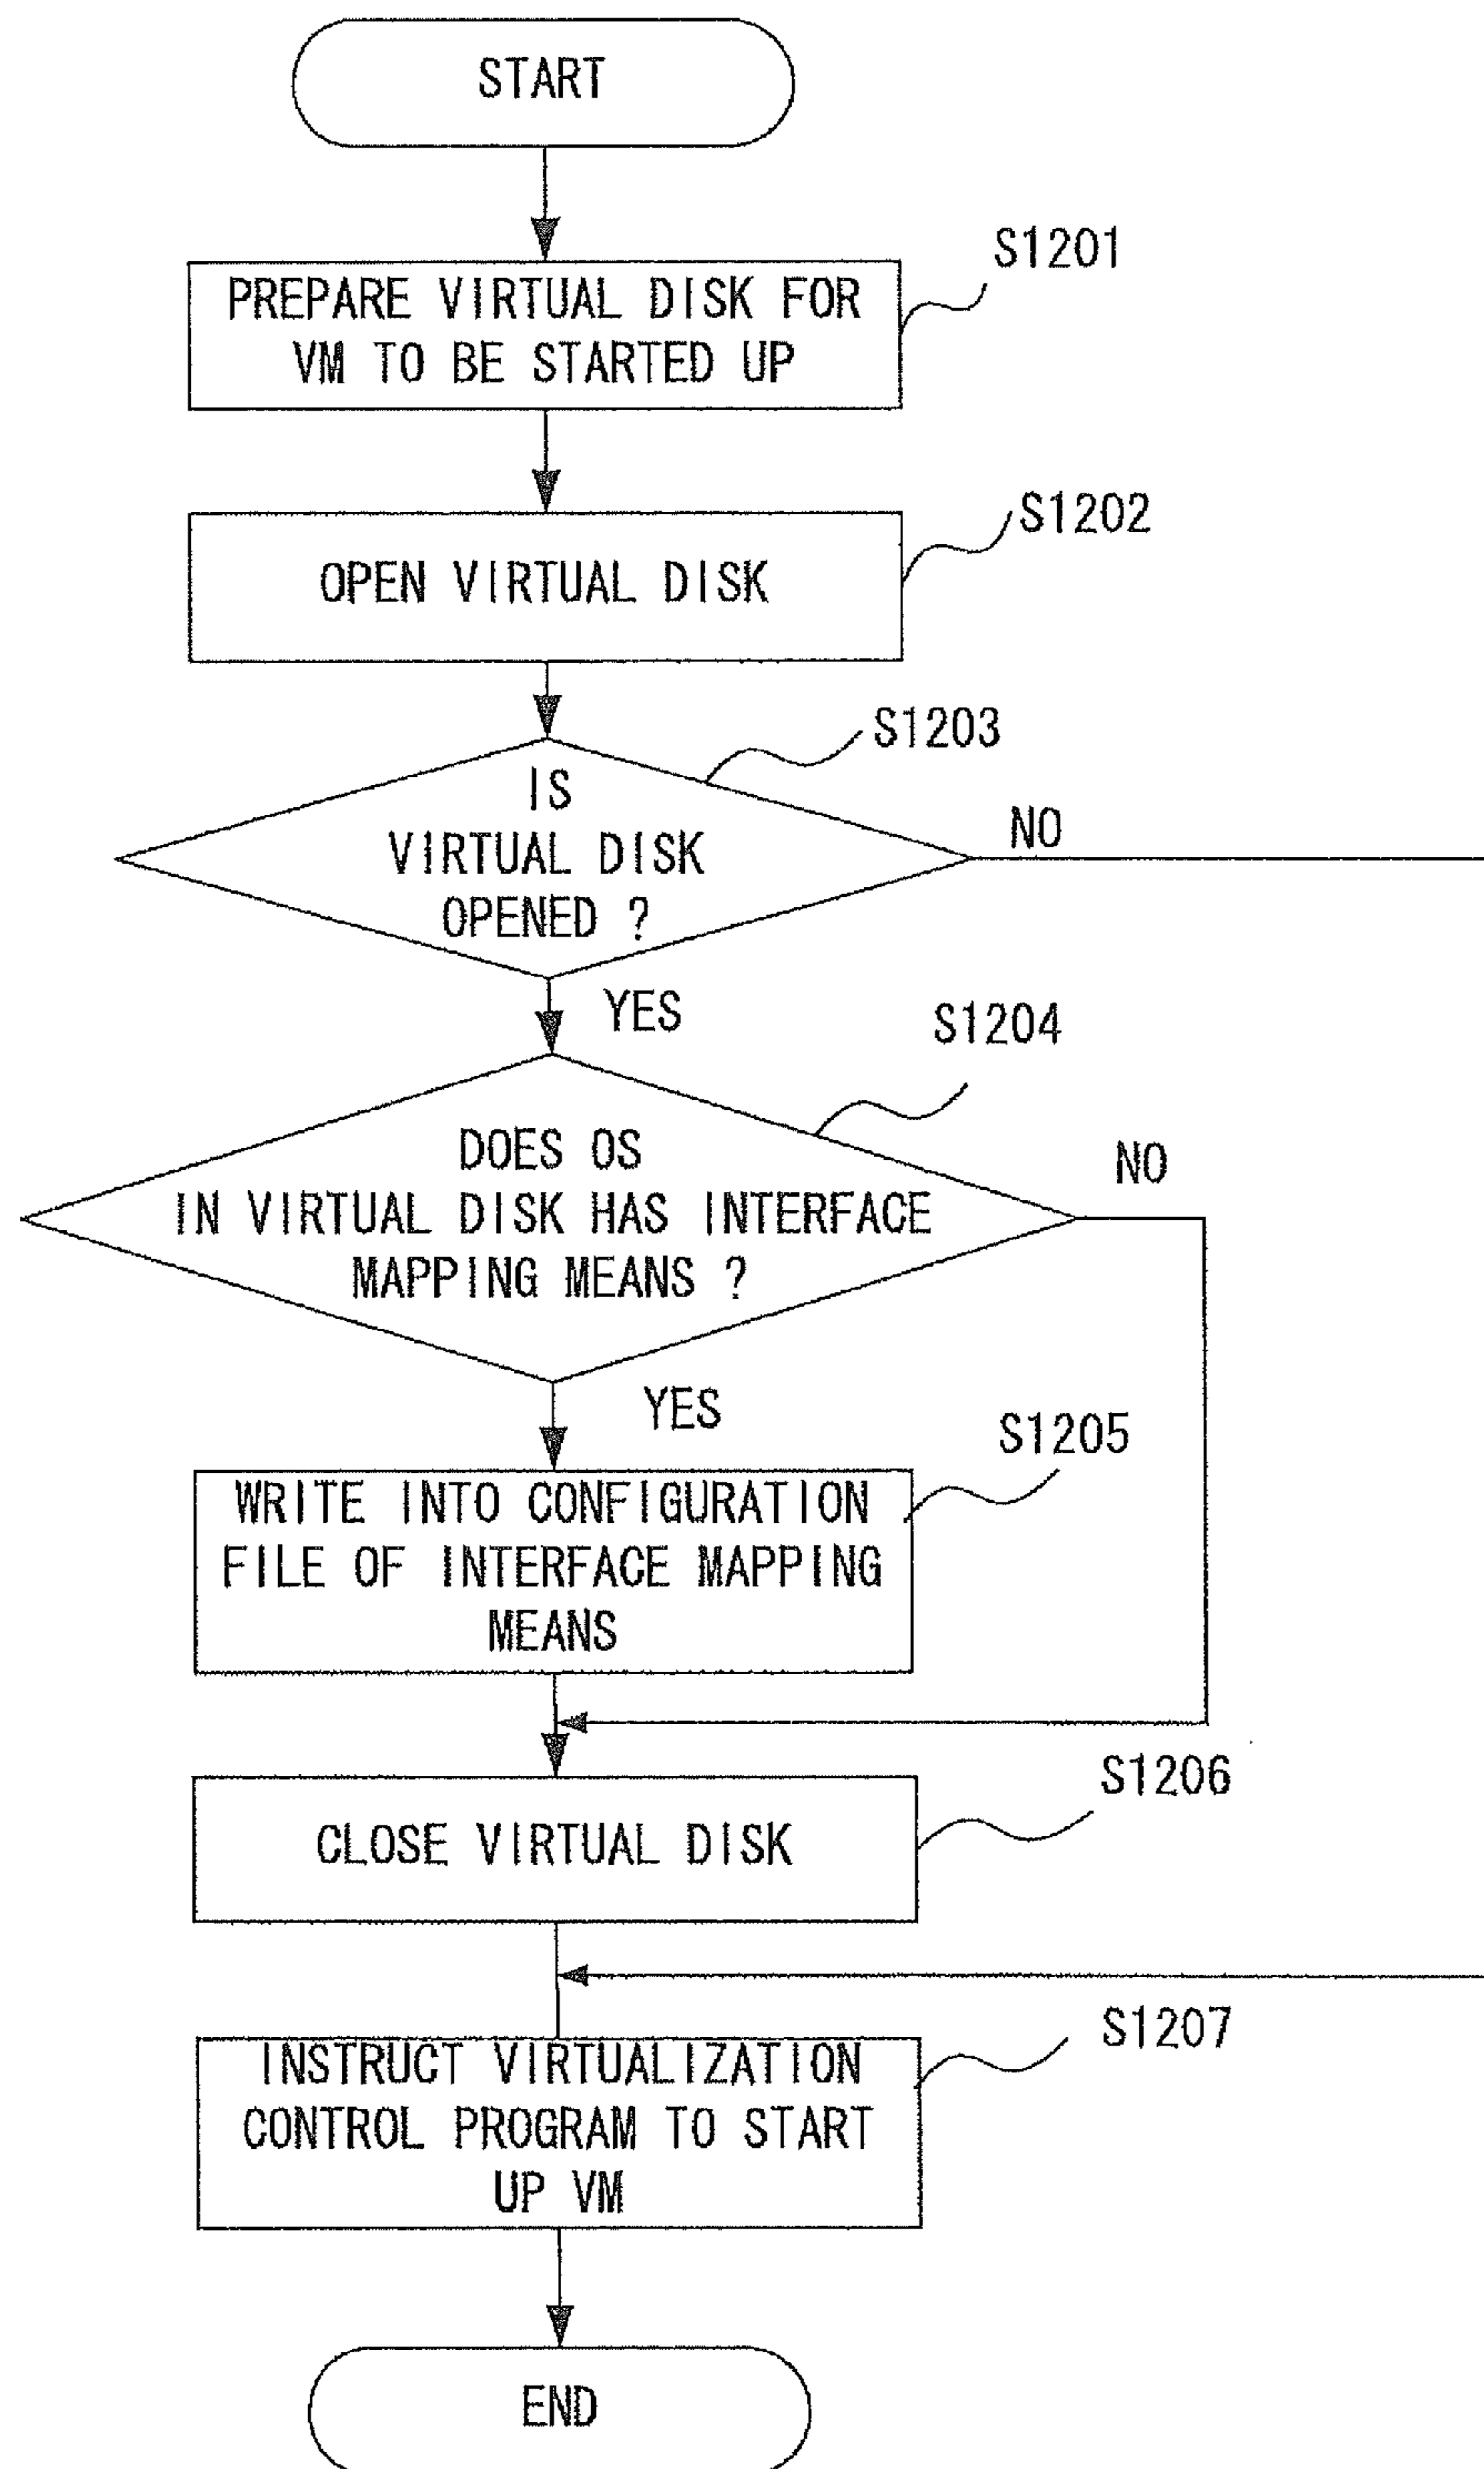 START
S1201
PREPARE VIRTUAL DISK FOR
VM TO BE STARTED UP
S1202
OPEN VIRTUAL DISK
S1203
IS
VIRTUAL DISK
OPENED ?
NO
YES
S1204
DOES OS
IN VIRTUAL DISK HAS INTERFACE
MAPPING MEANS ?
NO
YES
S1205
WRITE INTO CONFIGURATION
FILE OF INTERFACE MAPPING
MEANS
S1206
CLOSE VIRTUAL DISK
S1207
INSTRUCT VIRTUALIZATION
CONTROL PROGRAM TO START
UP VM
END